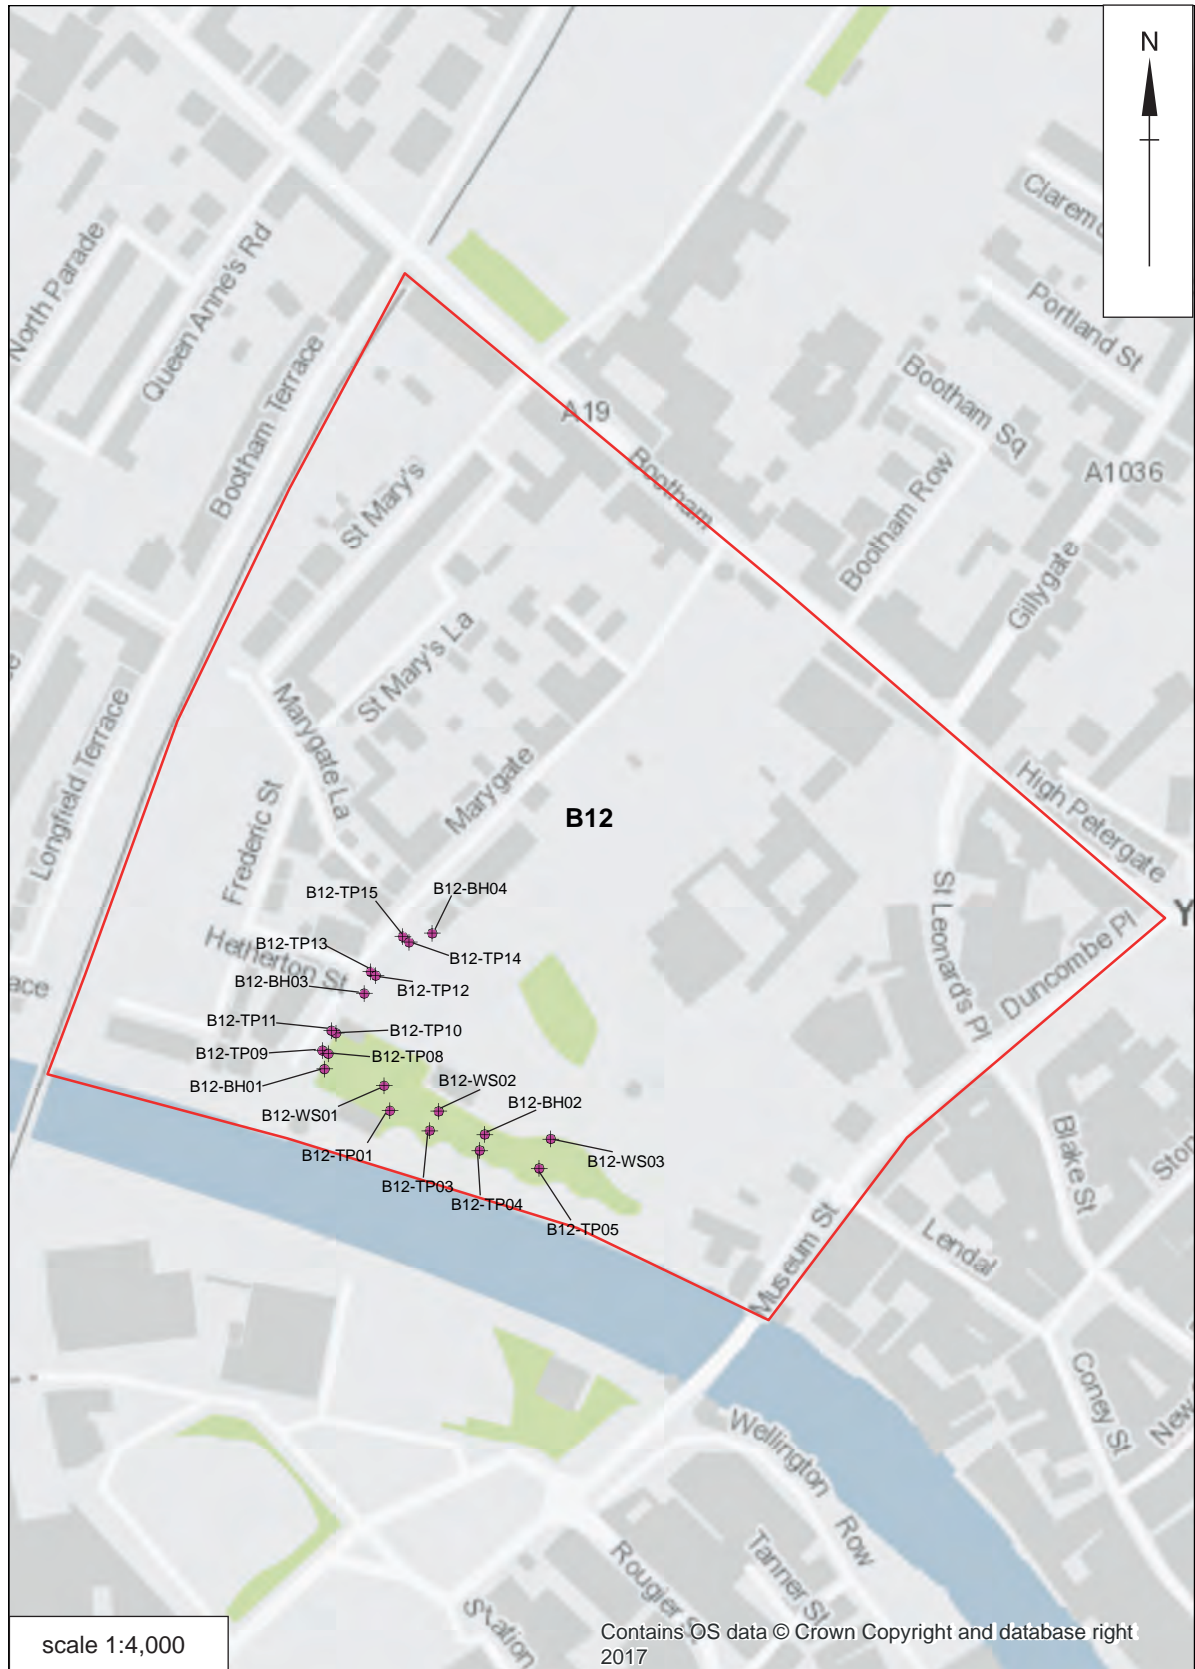 N
Claremo
North Parade
Queen Anne's Rd
Portland St
Bootham Terrace
Bootham Sq
A19
Bootham
A1036
St Mary's
Bootham Row
Gillygate
St Mary's La
Marygate La
Longfield Terrace
Marygate
High Petergate
B12
Frederic St
St Leonard's Pl
B12-TP15
B12-BH04
Y
Duncombe Pl
Hetherton St
B12-TP13
B12-TP14
B12-BH03
B12-TP12
ace
B12-TP11
B12-TP10
B12-TP09
B12-TP08
B12-BH01
B12-WS02
B12-WS01
B12-BH02
B12-TP01
B12-WS03
Blake St
Ston
B12-TP03
B12-TP04
B12-TP05
Museum St
Lendal
Coney St
New
Wellington
Row
Tanner St
Rougier St
Station
scale 1:4,000
Contains OS data © Crown Copyright and database right
2017